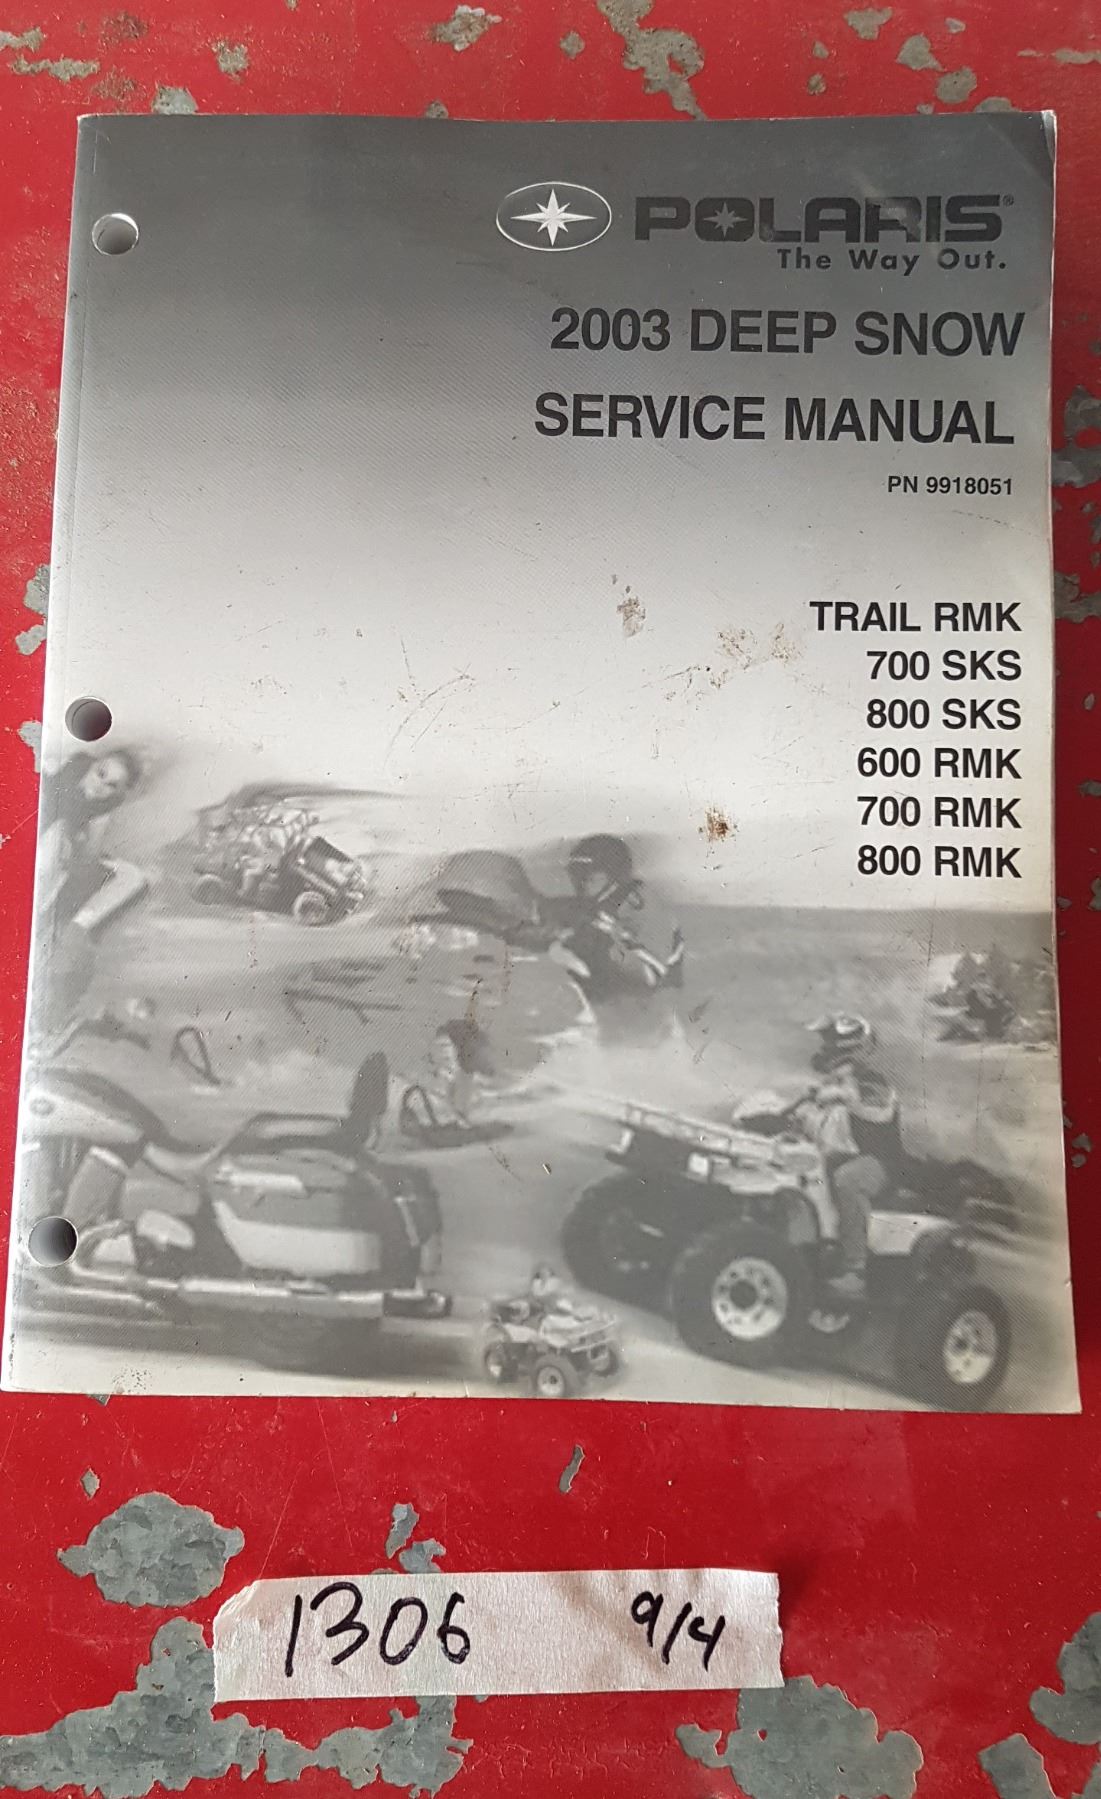 POLARIS®
The Way Out.
2003 DEEP SNOW
SERVICE MANUAL
PN 9918051
TRAIL RMK
700 SKS
800 SKS
600 RMK
700 RMK
800 RMK
1306 9/4